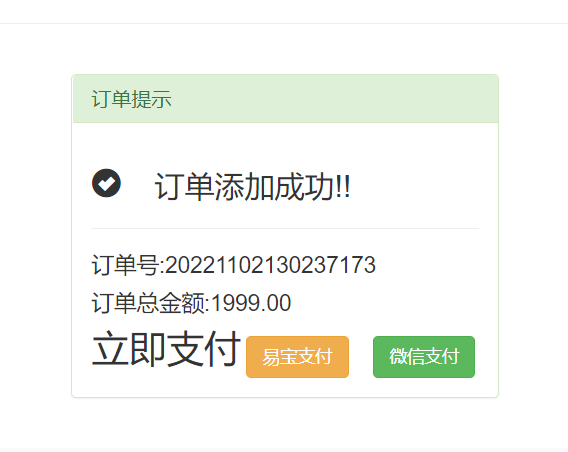 订单提示
订单添加成功!!
订单号:20221102130237173
订单总金额:1999.00
立即支付 易宝支付 微信支付